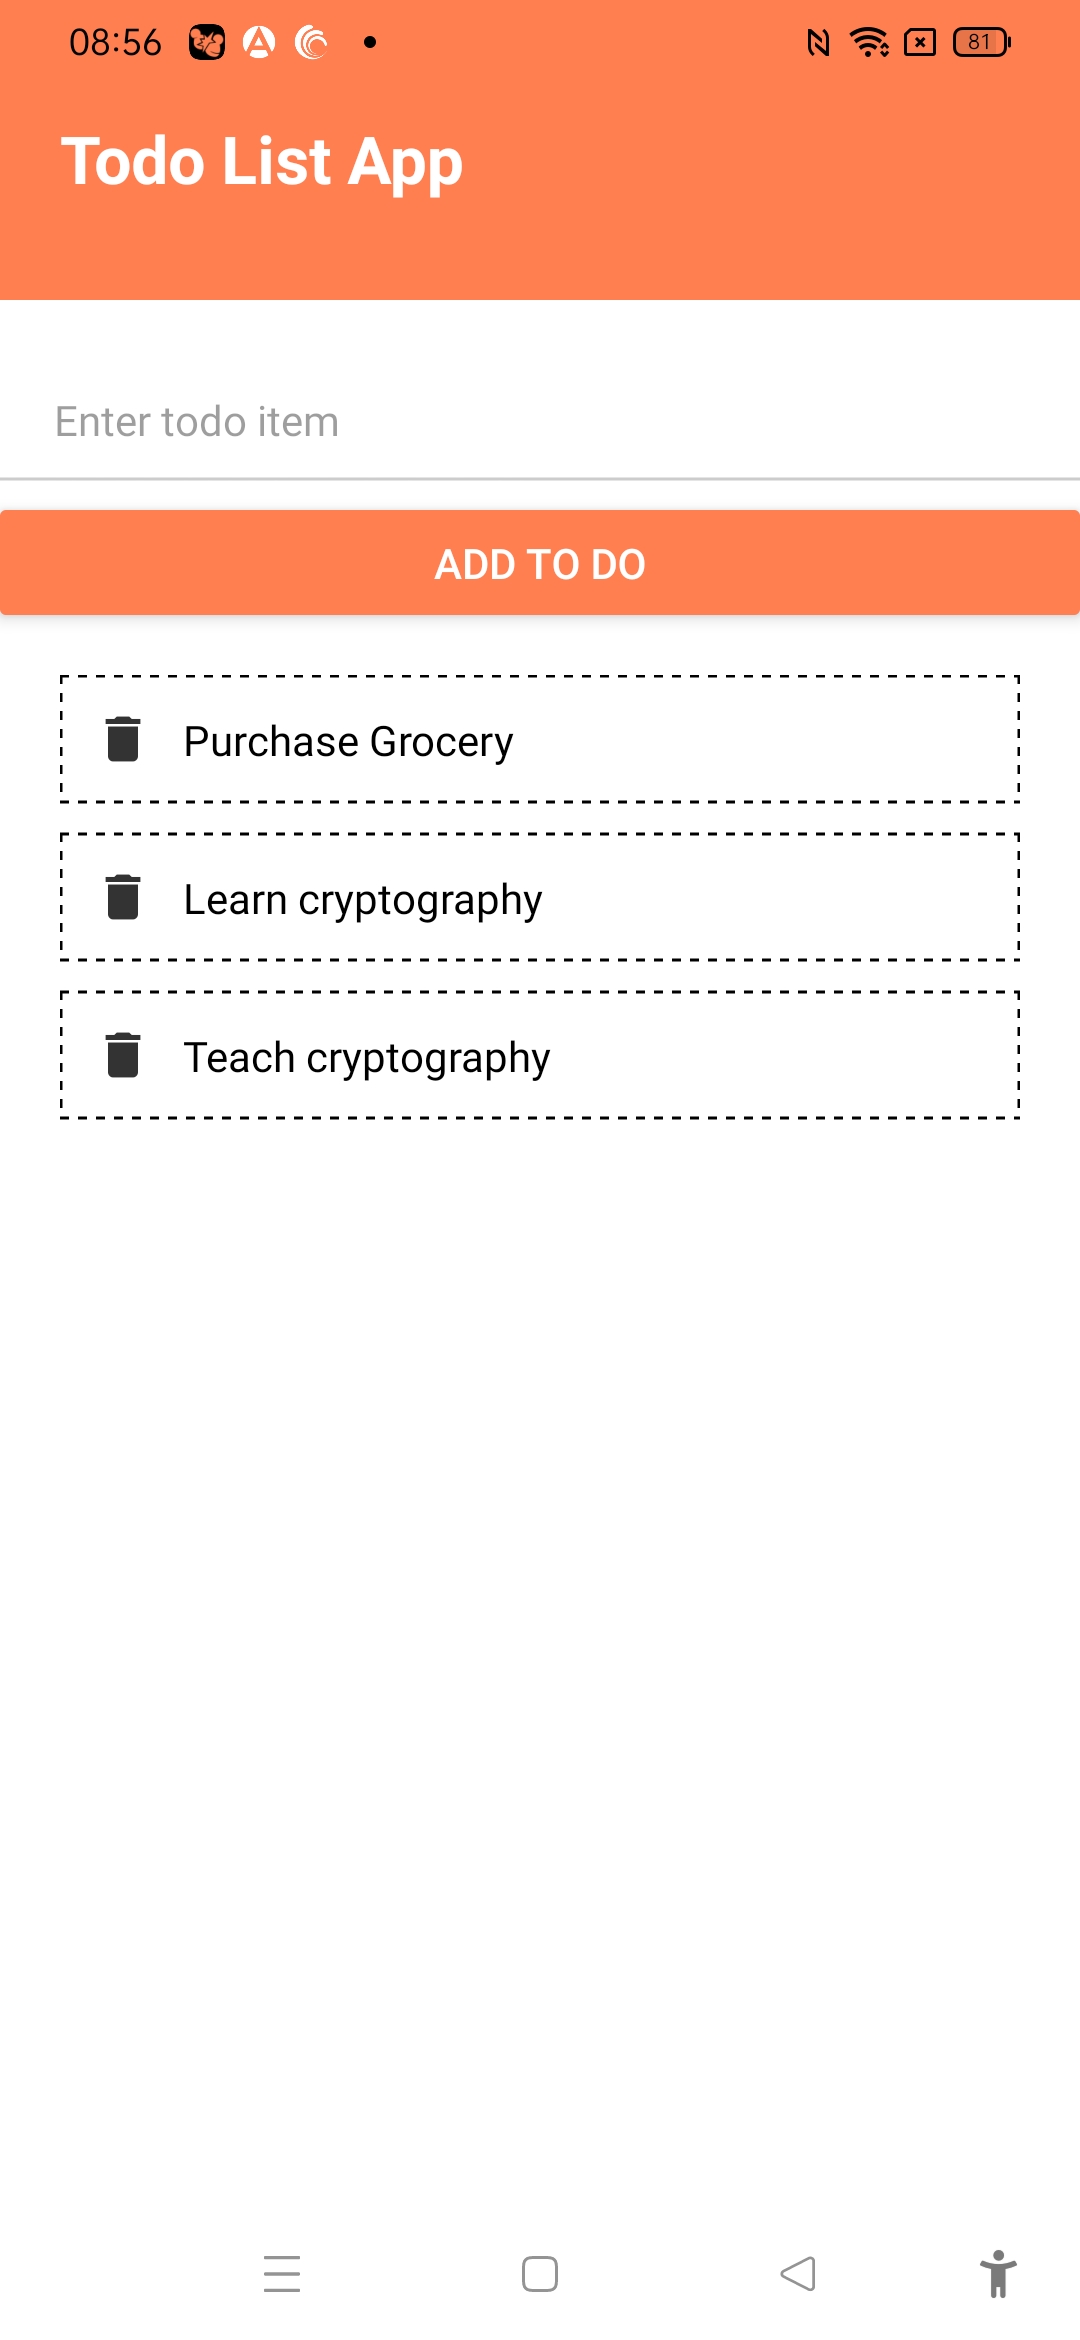 08:56
81
Todo List App
Enter todo item
ADD TO DO
Purchase Grocery
Learn cryptography
Teach cryptography